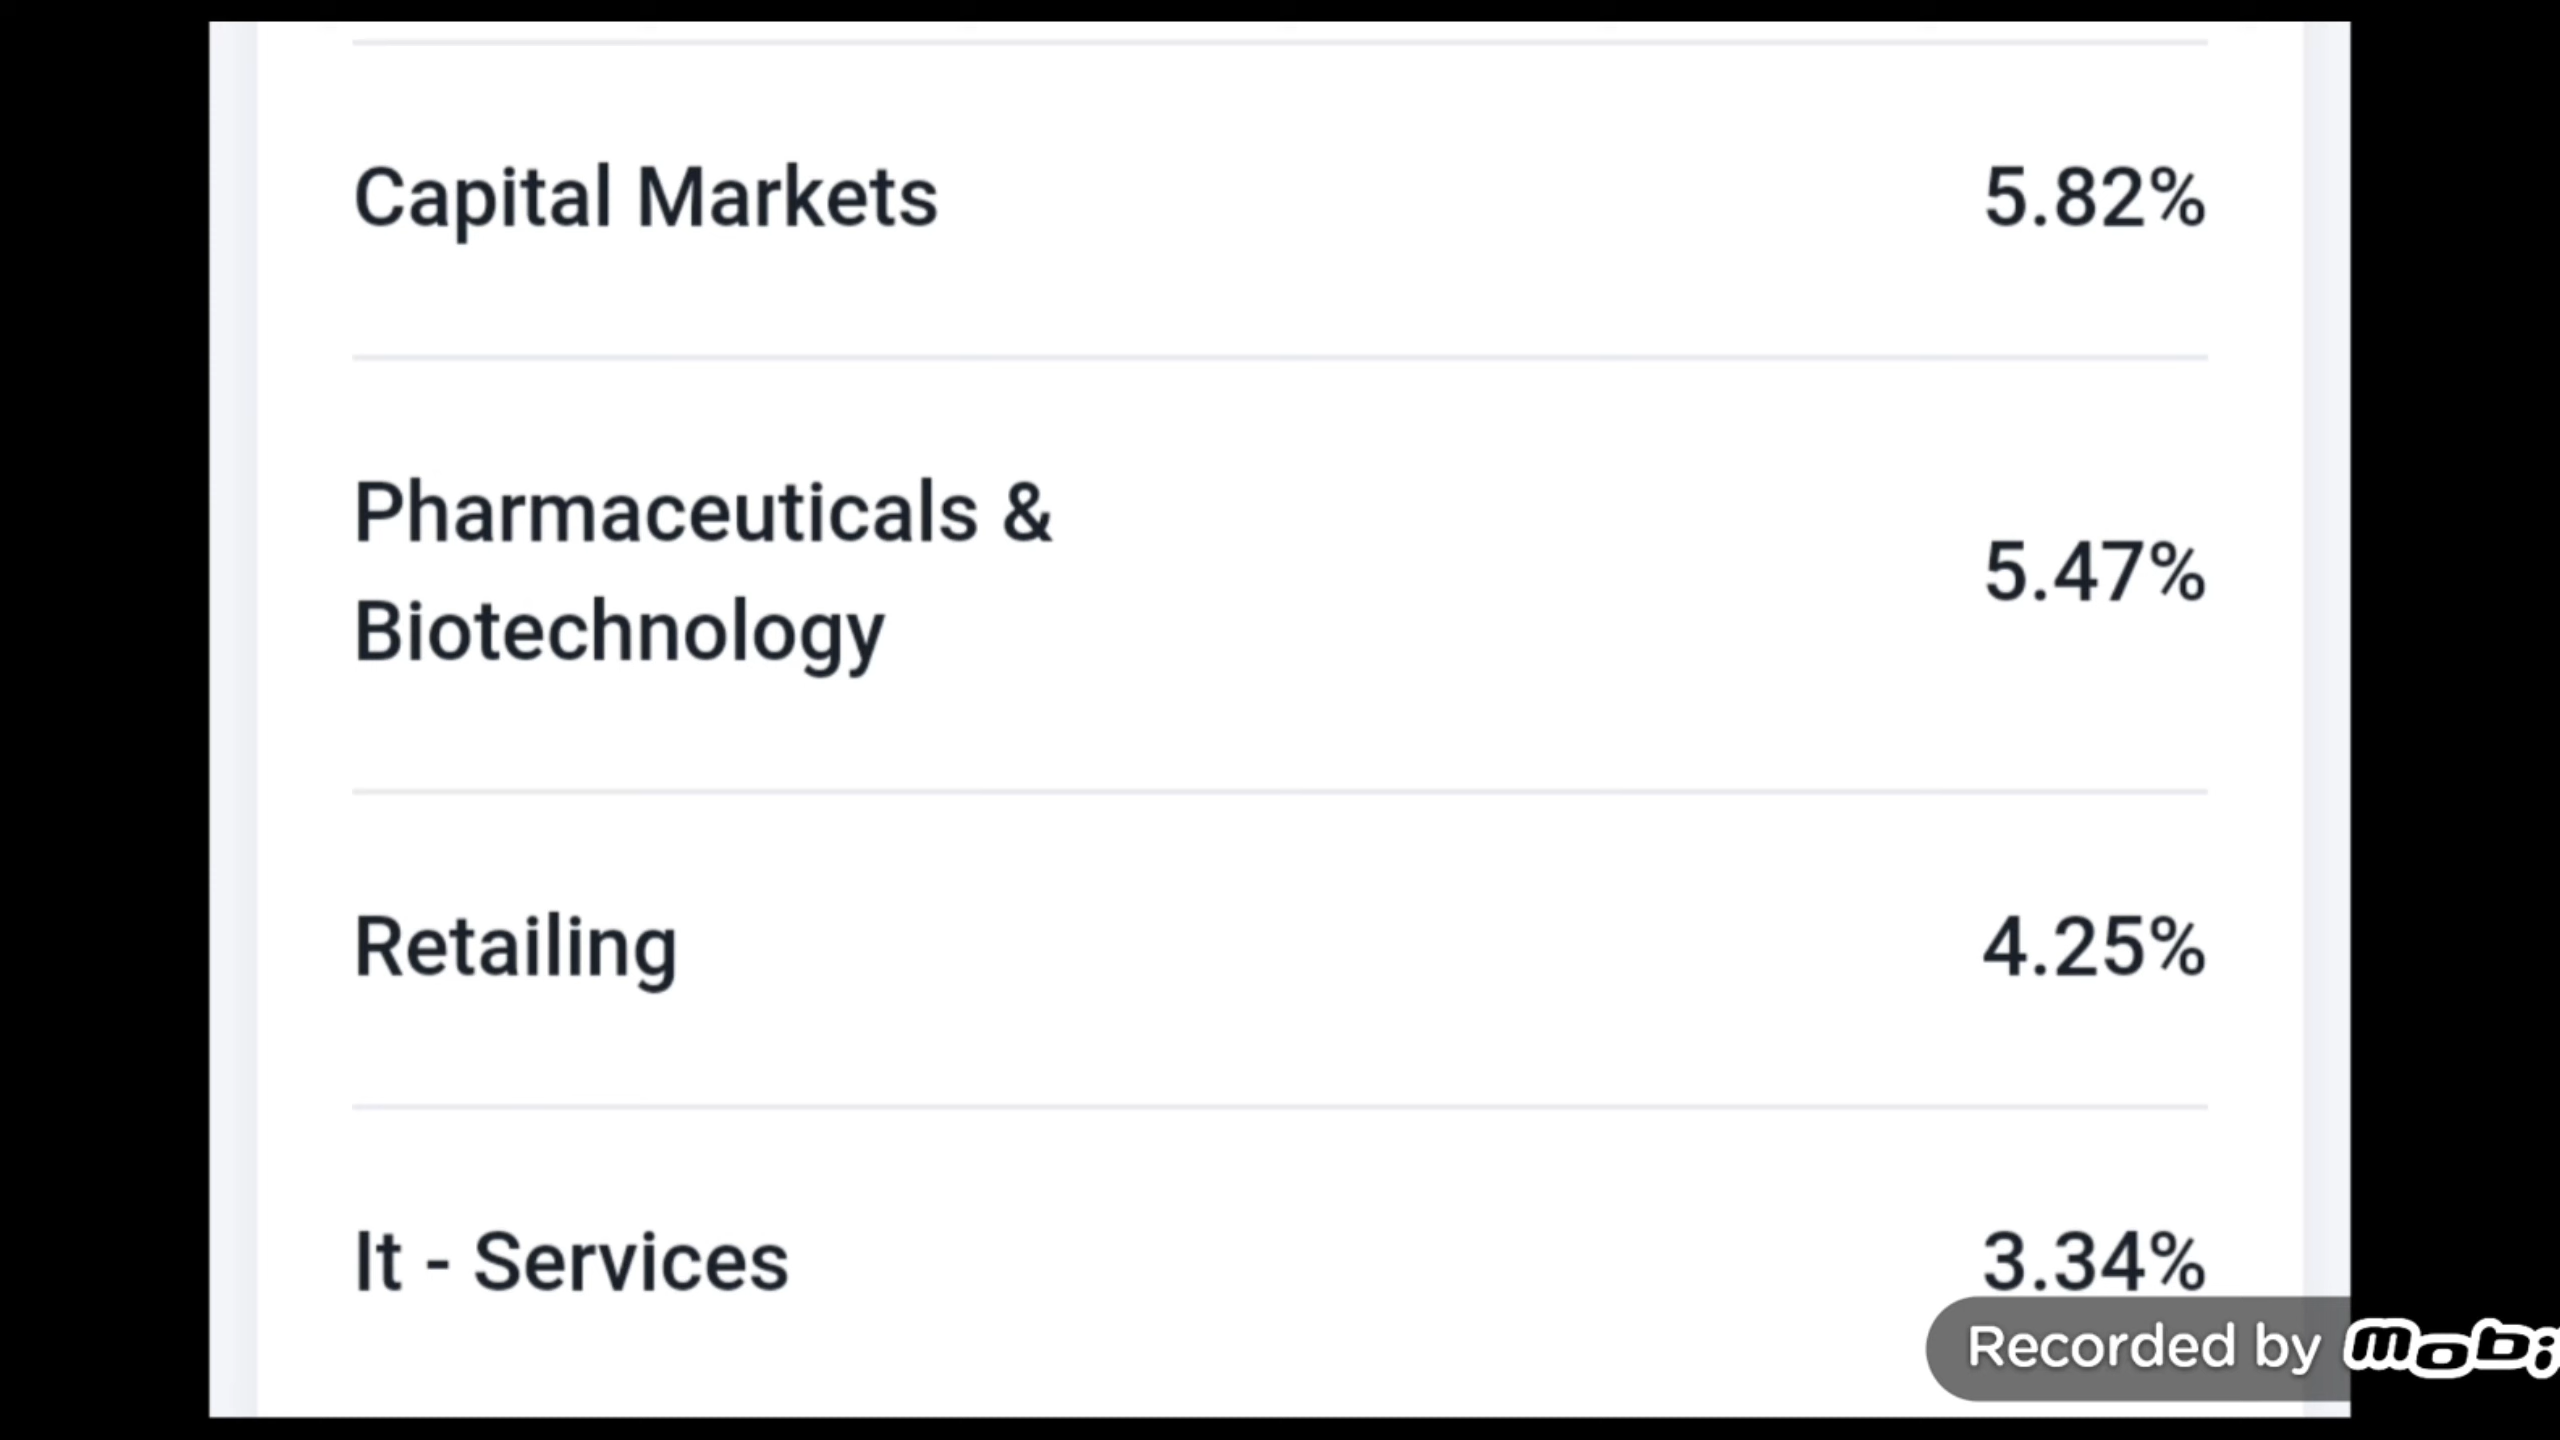 Capital Markets 5.82%
Pharmaceuticals &
Biotechnology 5.47%
Retailing 4.25%
It - Services 3.34%
Recorded by